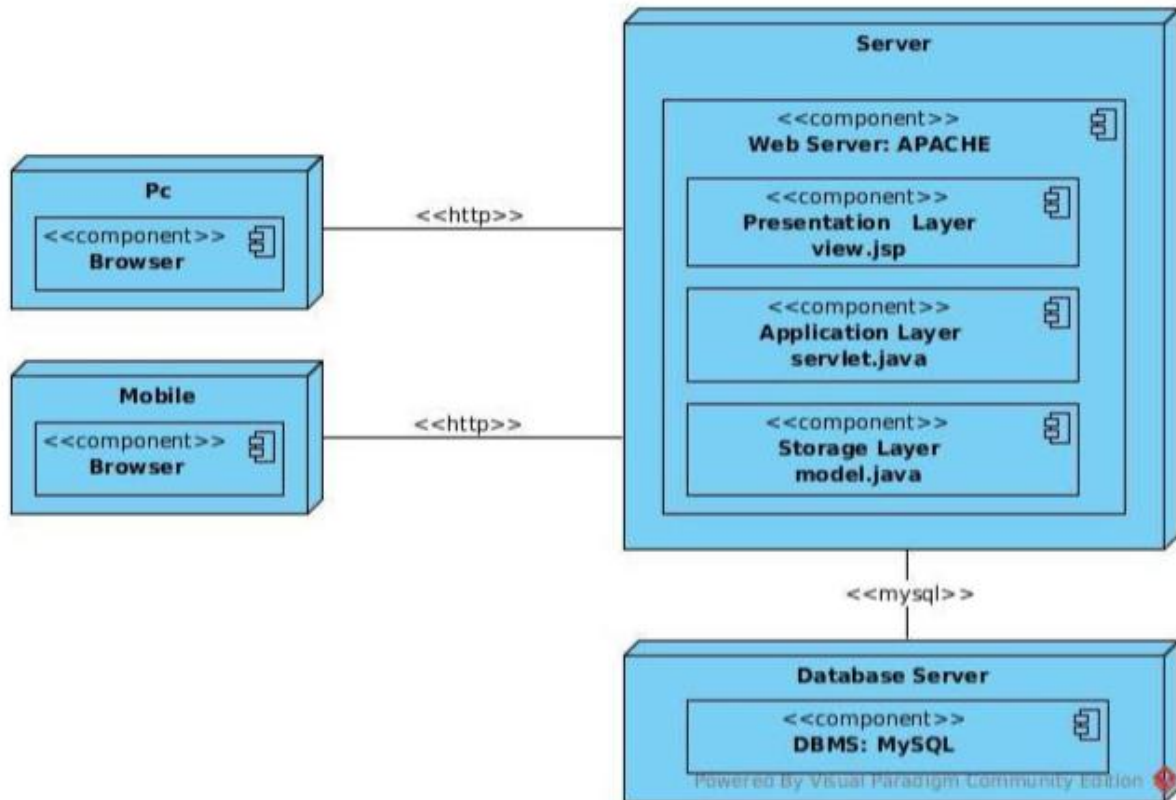 Server
<<component>>
Web Server: APACHE
<<component>>
Presentation Layer
view.jsp
<<component>>
Application Layer
servlet.java
<<component>>
Storage Layer
model.java
Pc
<<component>>
Browser
<<http>>
Mobile
<<component>>
Browser
<<http>>
<<mysql>>
Database Server
<<component>>
DBMS: MySQL
Powered By Visual Paradigm Community Edition